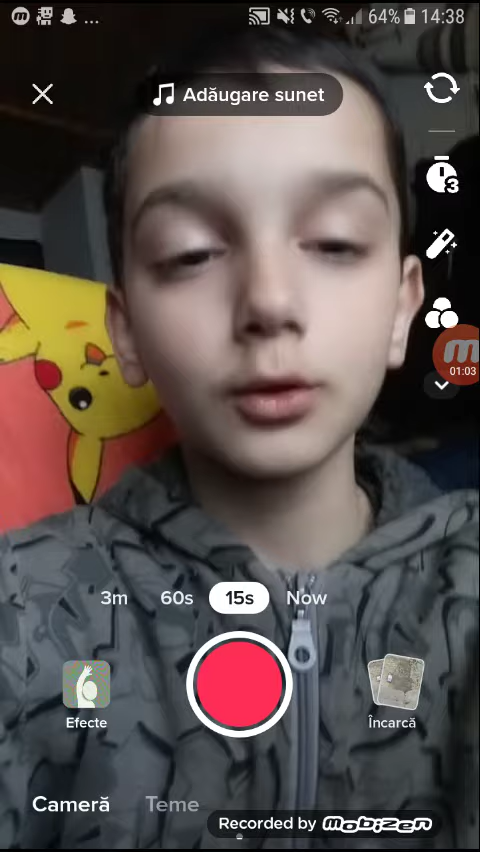 ... 64% 14:38
Adăugare sunet
3
01:03
3m 60s 15s Now
Efecte
Încarcă
Cameră Teme
Recorded by mobizen